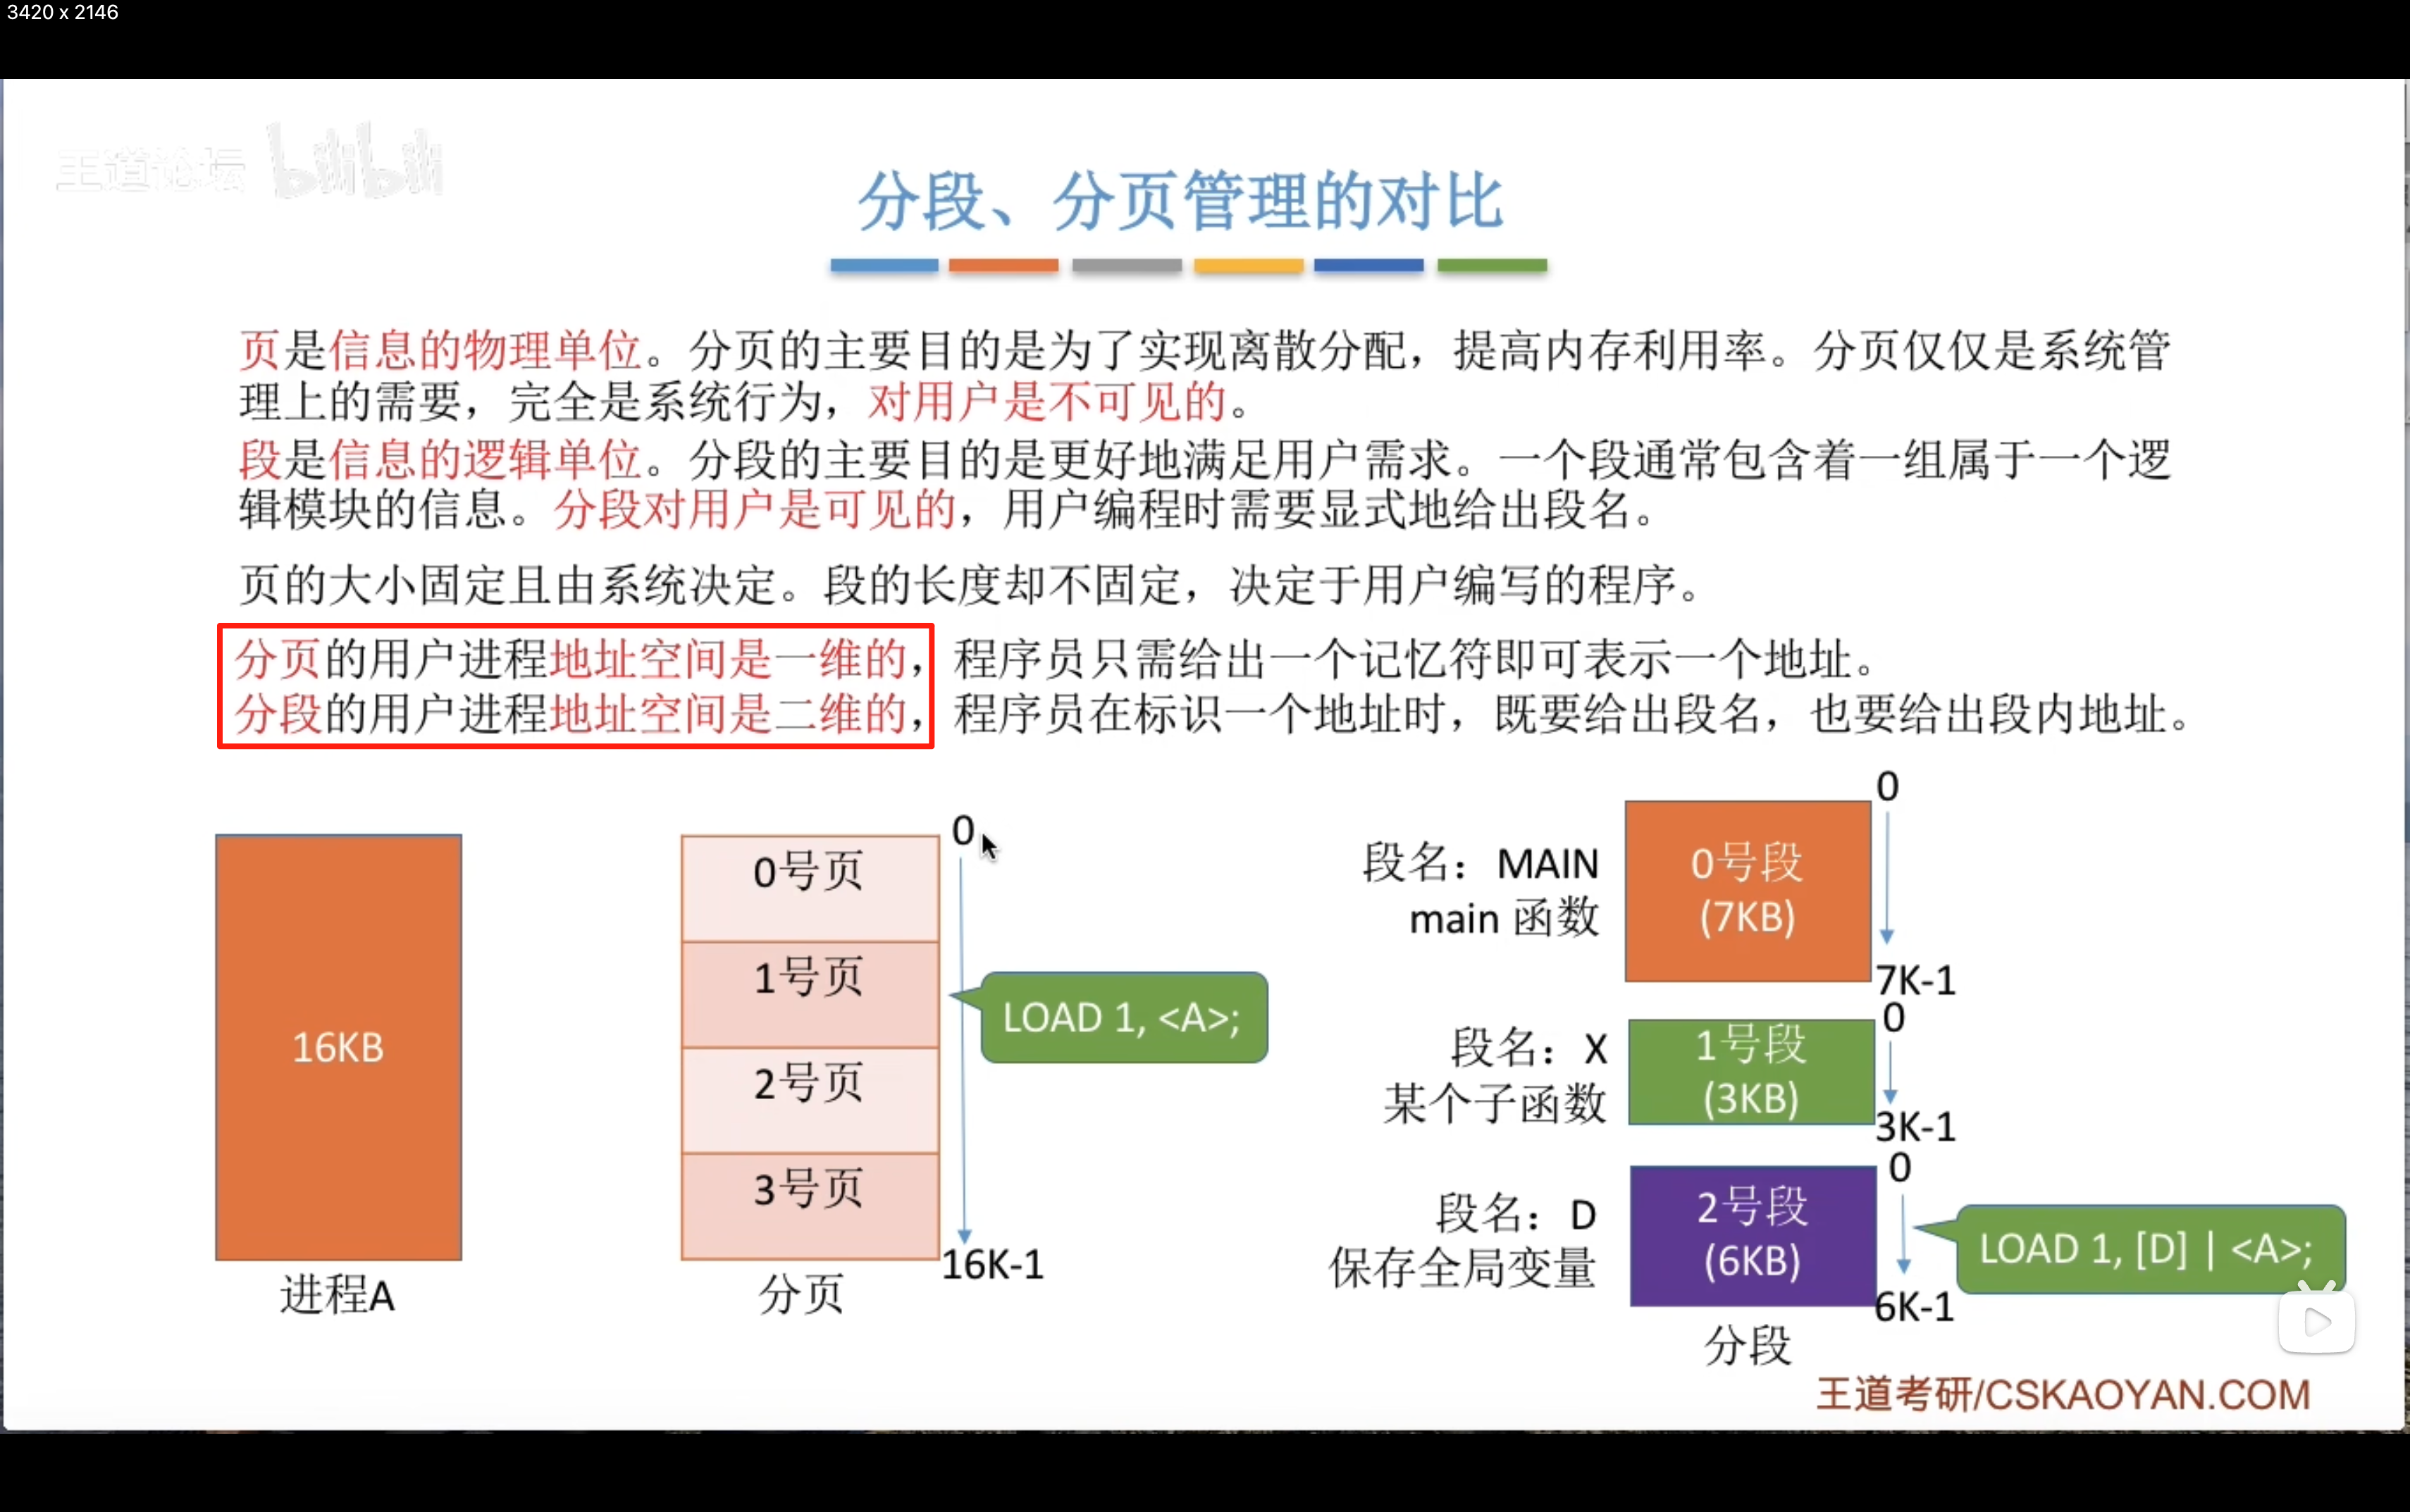 3420 x 2146
王道论坛 bilibili
分段、分页管理的对比
页是信息的物理单位。分页的主要目的是为了实现离散分配，提高内存利用率。分页仅仅是系统管
理上的需要，完全是系统行为，对用户是不可见的。
段是信息的逻辑单位。分段的主要目的是更好地满足用户需求。一个段通常包含着一组属于一个逻
辑模块的信息。分段对用户是可见的，用户编程时需要显式地给出段名。
页的大小固定且由系统决定。段的长度却不固定，决定于用户编写的程序。
分页的用户进程地址空间是一维的，程序员只需给出一个记忆符即可表示一个地址。
分段的用户进程地址空间是二维的，程序员在标识一个地址时，既要给出段名，也要给出段内地址。
16KB
进程A
0号页
1号页
2号页
3号页
分页
0
16K-1
LOAD 1, <A>;
段名：MAIN
main 函数
0号段
(7KB)
0
7K-1
段名：X
某个子函数
1号段
(3KB)
0
3K-1
段名：D
保存全局变量
2号段
(6KB)
0
6K-1
LOAD 1, [D] | <A>;
分段
王道考研/CSKAOYAN.COM